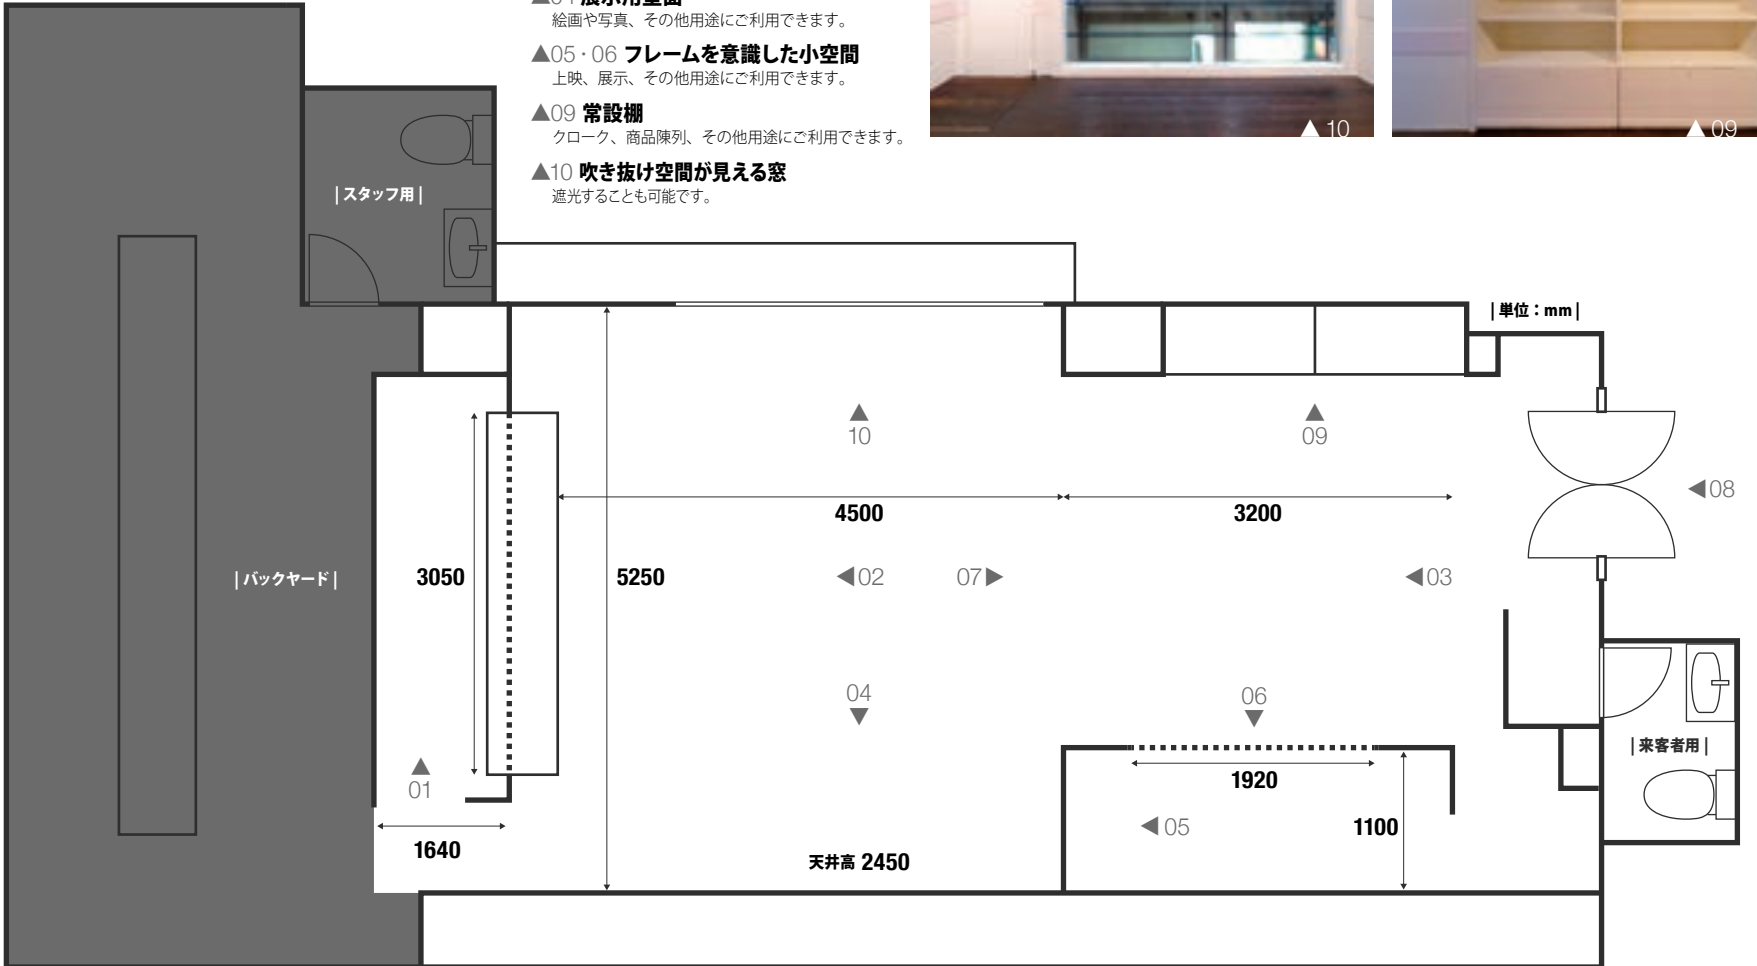 ▲04 展示用壁面
絵画や写真、その他用途にご利用できます。
▲05・06 フレームを意識した小空間
上映、展示、その他用途にご利用できます。
▲09 常設棚
クローク、商品陳列、その他用途にご利用できます。
▲10 吹き抜け空間が見える窓
遮光することも可能です。
▲10
▲09
|スタッフ用|
|単位：mm|
▲
10
▲
09
◀08
4500
3200
|バックヤード|
3050
5250
◀02
07▶
◀03
04
▼
06
▼
|来客者用|
▲
01
1920
◀05
1100
1640
天井高 2450